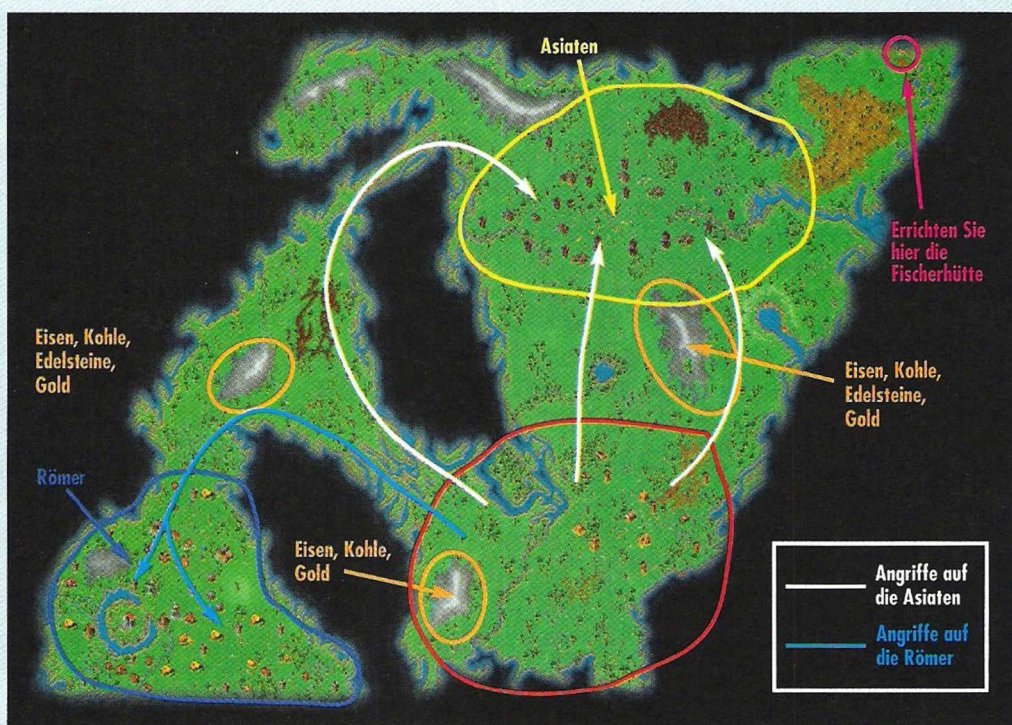 Asiaten
Errichten Sie
hier die
Fischerhütte
Eisen, Kohle,
Edelsteine,
Gold
Eisen, Kohle,
Edelsteine,
Gold
Römer
Eisen, Kohle,
Gold
Angriffe auf
die Asiaten
Angriffe auf
die Römer